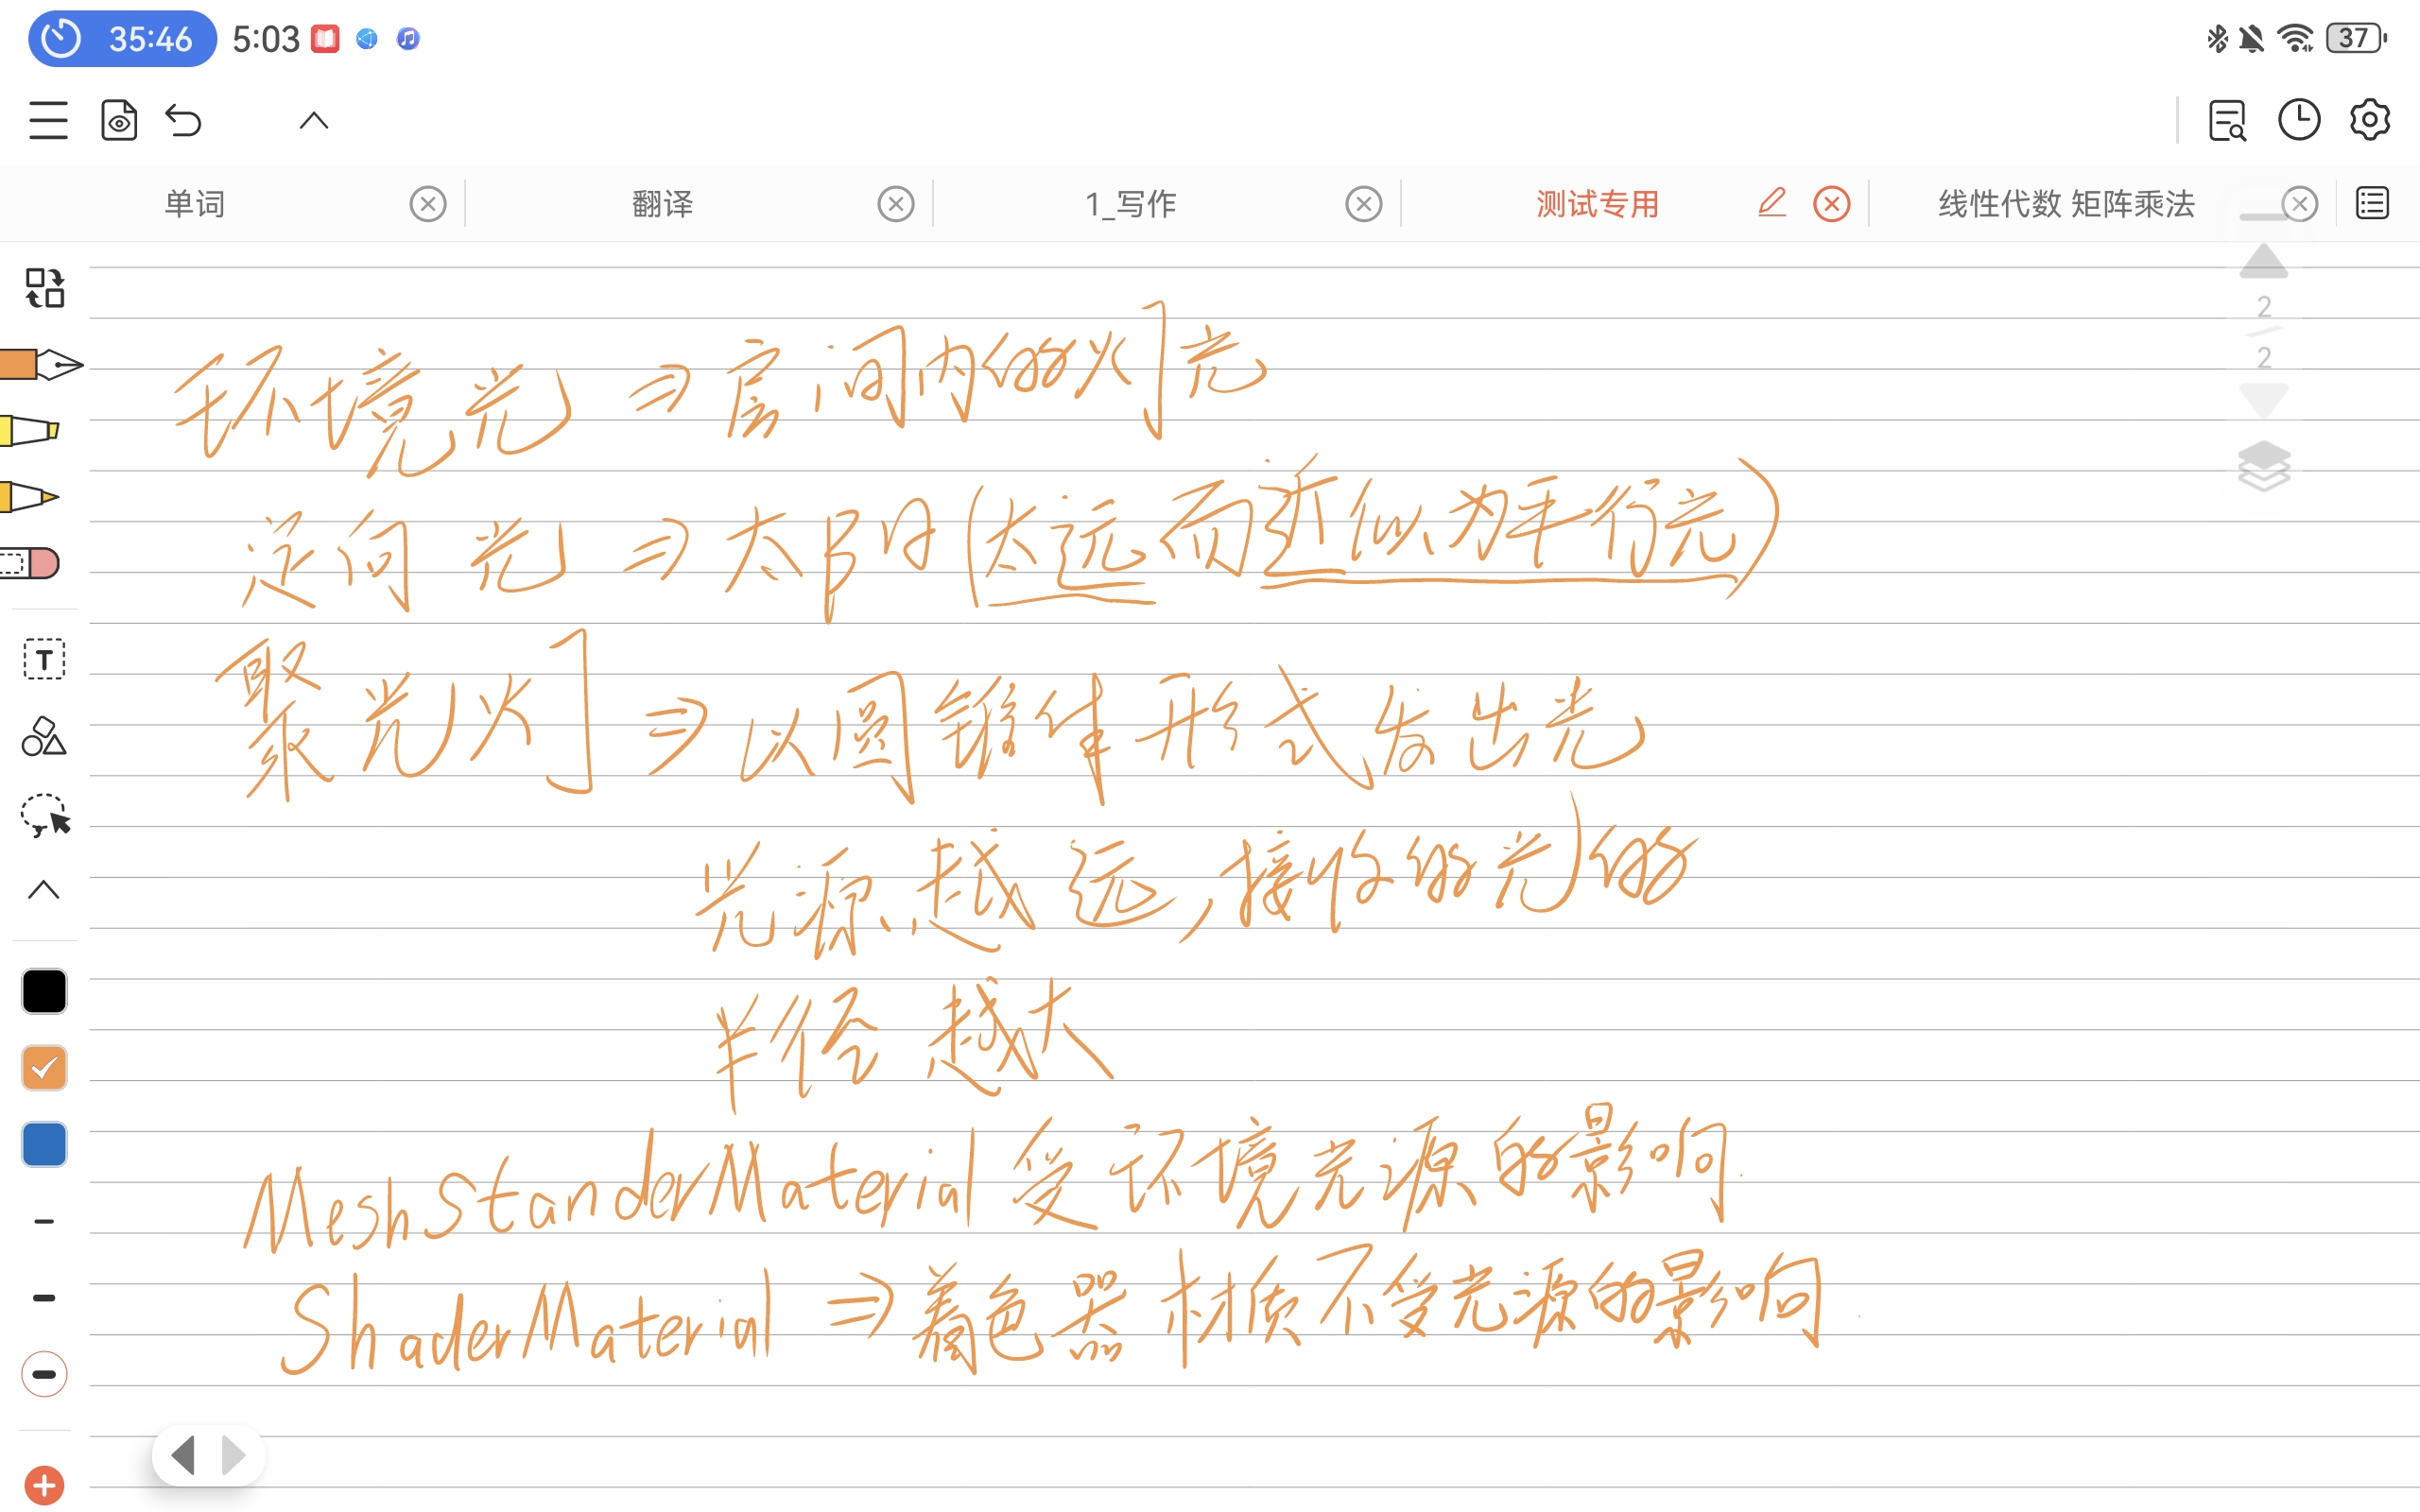 35:46 5:03 37
单词 翻译 1_写作 测试专用 线性代数 矩阵乘法
2
2
T
环境光 ⇒ 房间内的灯光
定向光 ⇒ 太阳(太远而近似为平行光)
聚光灯 ⇒ 以圆锥体形式发出光
光源越远,接收的光的
半径越大
MeshStanderMaterial 受环境光源的影响
ShaderMaterial ⇒ 着色器材质不受光源的影响